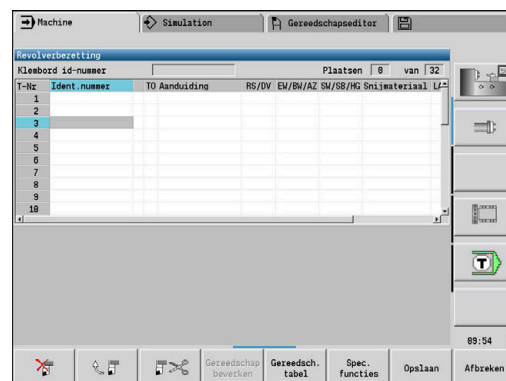 Machine Simulation Gereedschapseditor
Revolverbezetting
Klembord id-nummer Plaatsen 0 van 32
T-Nr Ident.nummer TO Aanduiding RS/DV EW/BW/AZ SW/SB/HG Snijmateriaal
1
2
3
4
5
6
7
8
9
10
T
09:54
Gereedschap bewerken
Gereedsch. tabel
Spec. functies
Opslaan
Afbreken